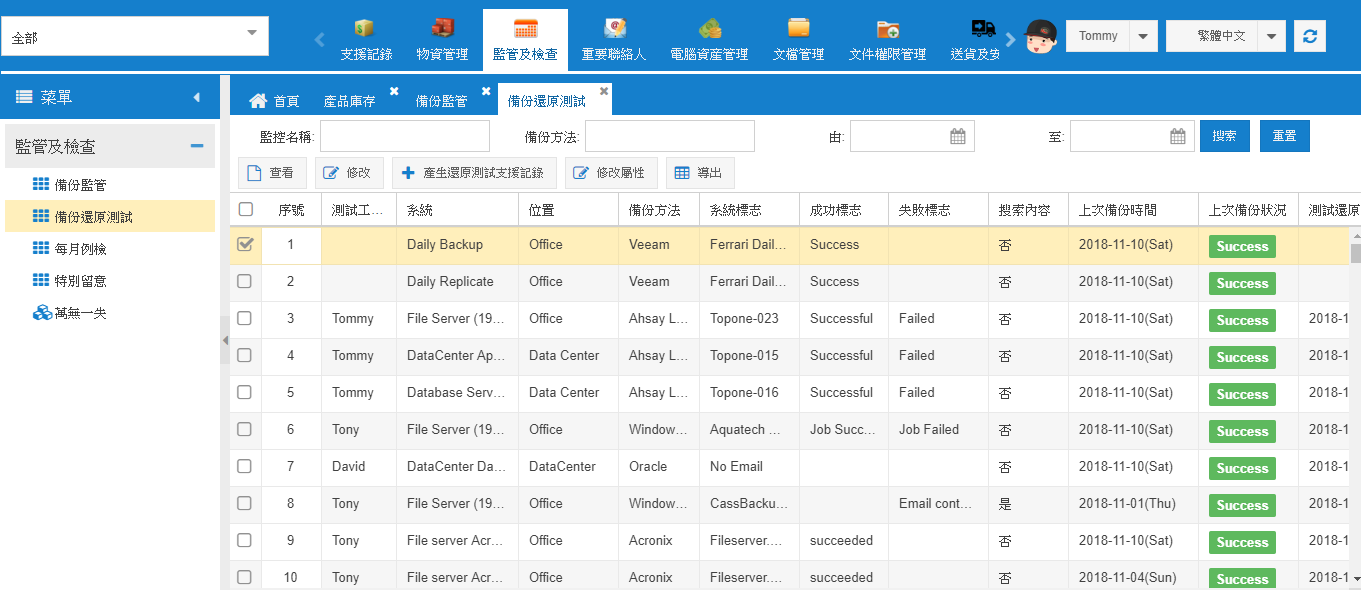 全部
支援記錄 物資管理 監管及檢查 重要聯絡人 電腦資產管理 文檔管理 文件權限管理 送貨及安
Tommy 繁體中文
菜單
首頁 產品庫存 備份監管 備份還原測試
監管及檢查
備份監管
備份還原測試
每月例檢
特別留意
萬無一失
監控名稱: 備份方法: 由: 至: 搜索 重置
查看 修改 產生還原測試支援記錄 修改屬性 導出
序號 測試工... 系統 位置 備份方法 系統標志 成功標志 失敗標志 搜索內容 上次備份時間 上次備份狀況 測試還原
1 Daily Backup Office Veeam Ferrari Dail... Success 否 2018-11-10(Sat) Success
2 Daily Replicate Office Veeam Ferrari Dail... Success 否 2018-11-10(Sat) Success
3 Tommy File Server (19... Office Ahsay L... Topone-023 Successful Failed 否 2018-11-10(Sat) Success 2018-1
4 Tommy DataCenter Ap... Data Center Ahsay L... Topone-015 Successful Failed 否 2018-11-10(Sat) Success 2018-1
5 Tommy Database Serv... Data Center Ahsay L... Topone-016 Successful Failed 否 2018-11-10(Sat) Success 2018-1
6 Tony File Server (19... Office Window... Aquatech ... Job Succ... Job Failed 否 2018-11-10(Sat) Success 2018-1
7 David DataCenter Da... DataCenter Oracle No Email 否 2018-11-10(Sat) Success 2018-1
8 Tony File Server (19... Office Window... CassBacku... Email cont... 是 2018-11-01(Thu) Success 2018-1
9 Tony File server Acr... Office Acronix Fileserver.... succeeded 否 2018-11-10(Sat) Success 2018-1
10 Tony File server Acr... Office Acronix Fileserver.... succeeded 否 2018-11-04(Sun) Success 2018-1